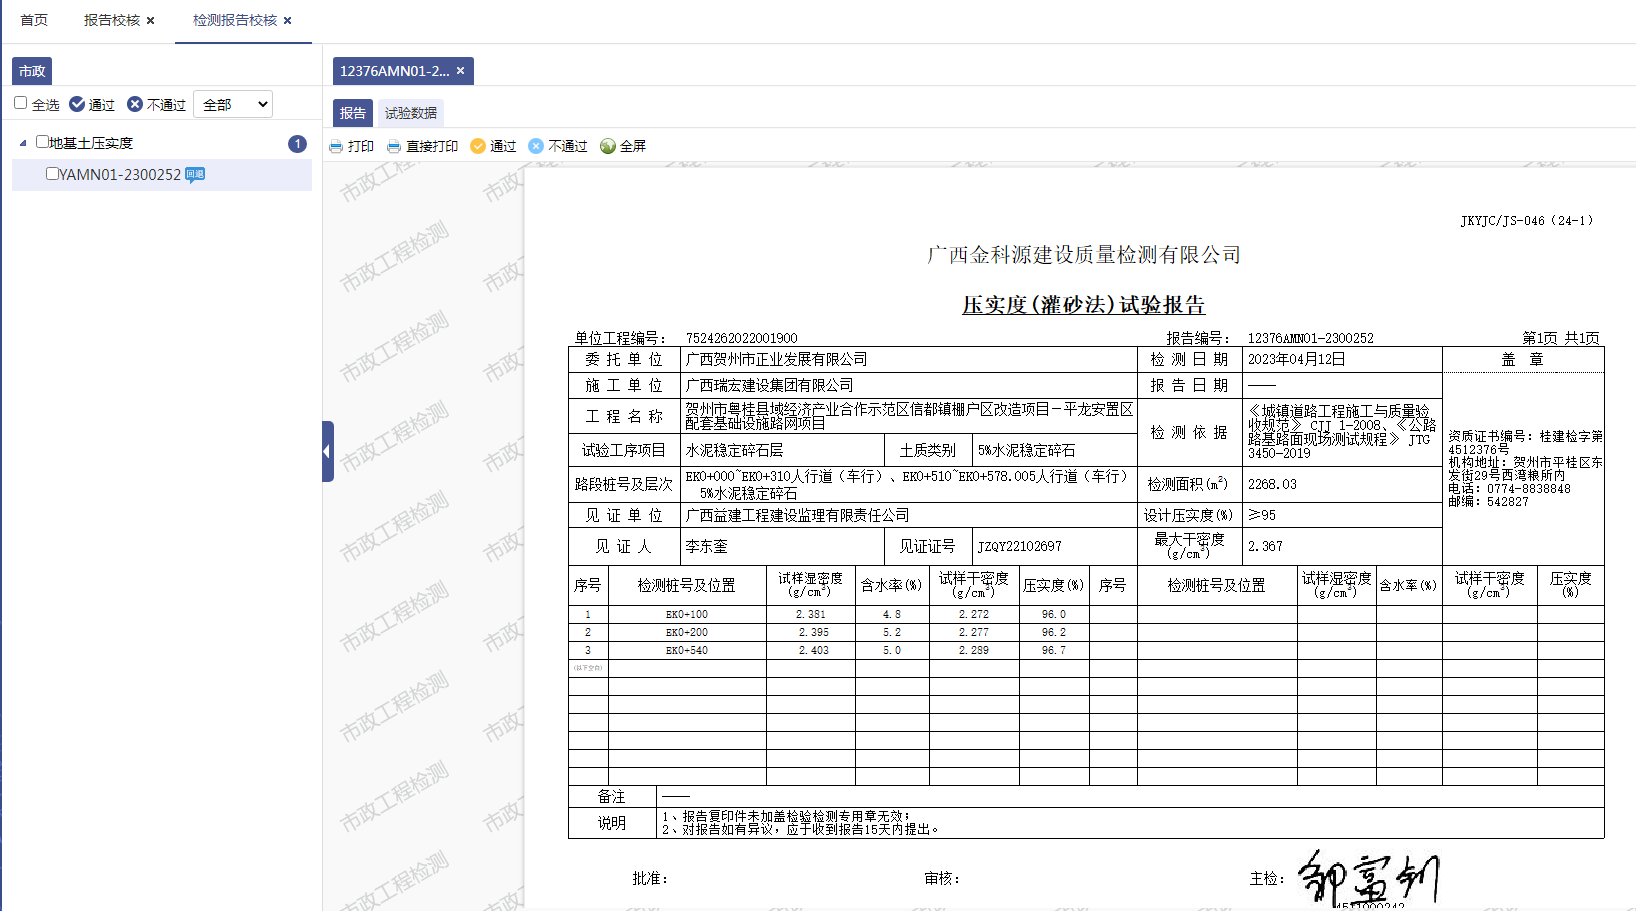 首页 报告校核 × 检测报告校核 ×
市政 12376AMN01-2... ×
全选 通过 不通过 全部
报告 试验数据
打印 直接打印 通过 不通过 全屏
地基土压实度 1
YAMN01-2300252 回退
市政工程检测
JKYJC/JS-046（24-1）
广西金科源建设质量检测有限公司
压实度(灌砂法)试验报告
单位工程编号： 7524262022001900 报告编号： 12376AMN01-2300252 第1页 共1页
委托单位 广西贺州市正业发展有限公司 检测日期 2023年04月12日 盖 章
施工单位 广西瑞宏建设集团有限公司 报告日期 ——
工程名称 贺州市粤桂县域经济产业合作示范区信都镇棚户区改造项目－平龙安置区
配套基础设施路网项目
检测依据 《城镇道路工程施工与质量验
收规范》 CJJ 1-2008、《公路
路基路面现场测试规程》 JTG
3450-2019
资质证书编号：桂建检字第
4512376号
机构地址：贺州市平桂区东
发街29号西湾粮所内
电话：0774-8838848
邮编：542827
试验工序项目 水泥稳定碎石层 土质类别 5%水泥稳定碎石
路段桩号及层次 EK0+000~EK0+310人行道（车行）、EK0+510~EK0+578.005人行道（车行）
5%水泥稳定碎石
检测面积(m²) 2268.03
见证单位 广西益建工程建设监理有限责任公司 设计压实度(%) ≥95
见证人 李东奎 见证证号 JZQY22102697 最大干密度
(g/cm³) 2.367
序号 检测桩号及位置 试样湿密度
(g/cm³) 含水率(%) 试样干密度
(g/cm³) 压实度(%) 序号 检测桩号及位置 试样湿密度
(g/cm³) 含水率(%) 试样干密度
(g/cm³) 压实度
(%)
1 EK0+100 2.381 4.8 2.272 96.0
2 EK0+200 2.395 5.2 2.277 96.2
3 EK0+540 2.403 5.0 2.289 96.7
(以下空白)
备注 ——
说明 1、报告复印件未加盖检验检测专用章无效；
2、对报告如有异议，应于收到报告15天内提出。
批准： 审核： 主检： 邹富钊